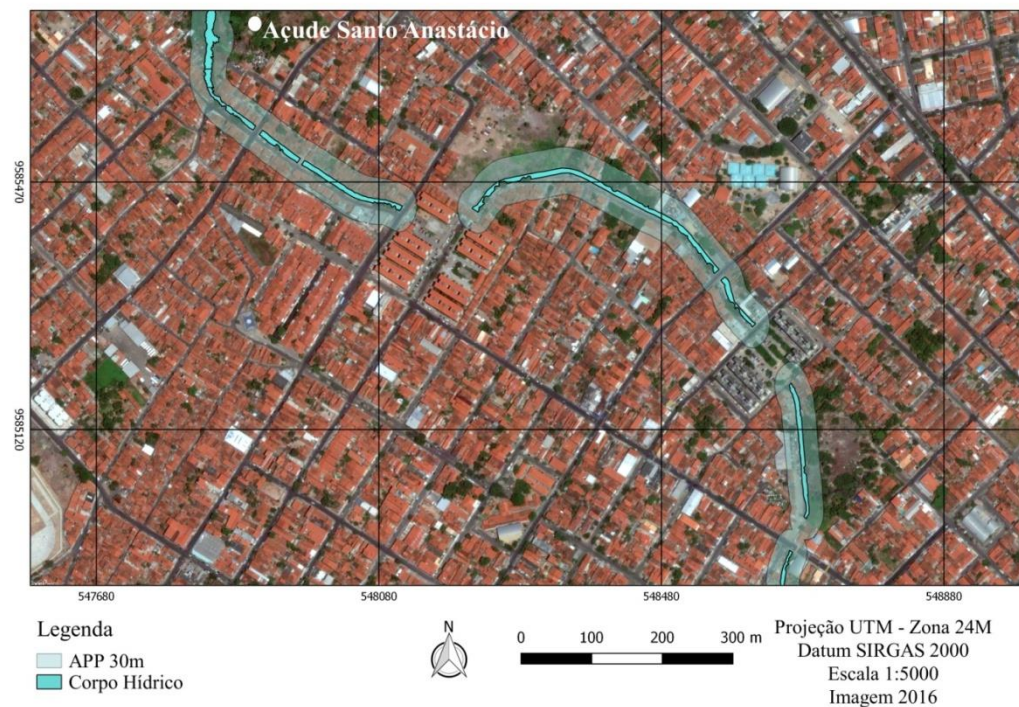 Açude Santo Anastácio
9585470
9585120
547680
548080
548480
548880
Legenda
APP 30m
Corpo Hídrico
N
0 100 200 300 m
Projeção UTM - Zona 24M
Datum SIRGAS 2000
Escala 1:5000
Imagem 2016